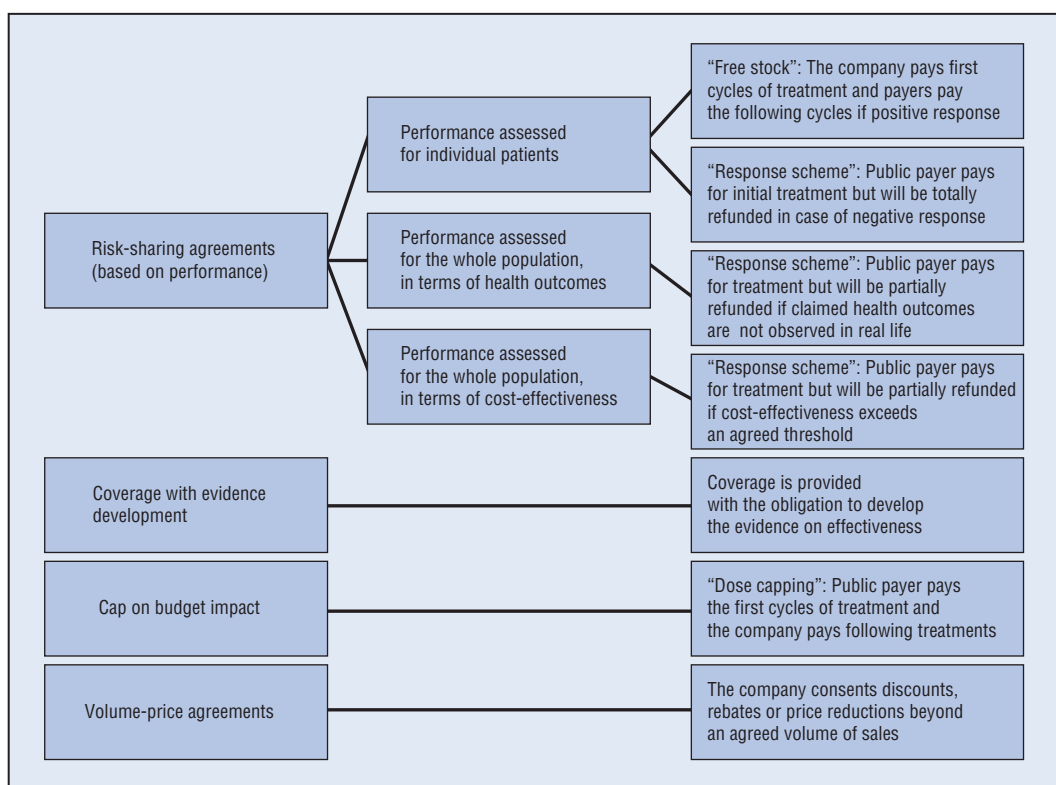 Risk-sharing agreements
(based on performance)
Performance assessed
for individual patients
“Free stock”: The company pays first
cycles of treatment and payers pay
the following cycles if positive response
“Response scheme”: Public payer pays
for initial treatment but will be totally
refunded in case of negative response
Performance assessed
for the whole population,
in terms of health outcomes
“Response scheme”: Public payer pays
for treatment but will be partially
refunded if claimed health outcomes
are not observed in real life
Performance assessed
for the whole population,
in terms of cost-effectiveness
“Response scheme”: Public payer pays
for treatment but will be partially refunded
if cost-effectiveness exceeds
an agreed threshold
Coverage with evidence
development
Coverage is provided
with the obligation to develop
the evidence on effectiveness
Cap on budget impact
“Dose capping”: Public payer pays
the first cycles of treatment and
the company pays following treatments
Volume-price agreements
The company consents discounts,
rebates or price reductions beyond
an agreed volume of sales